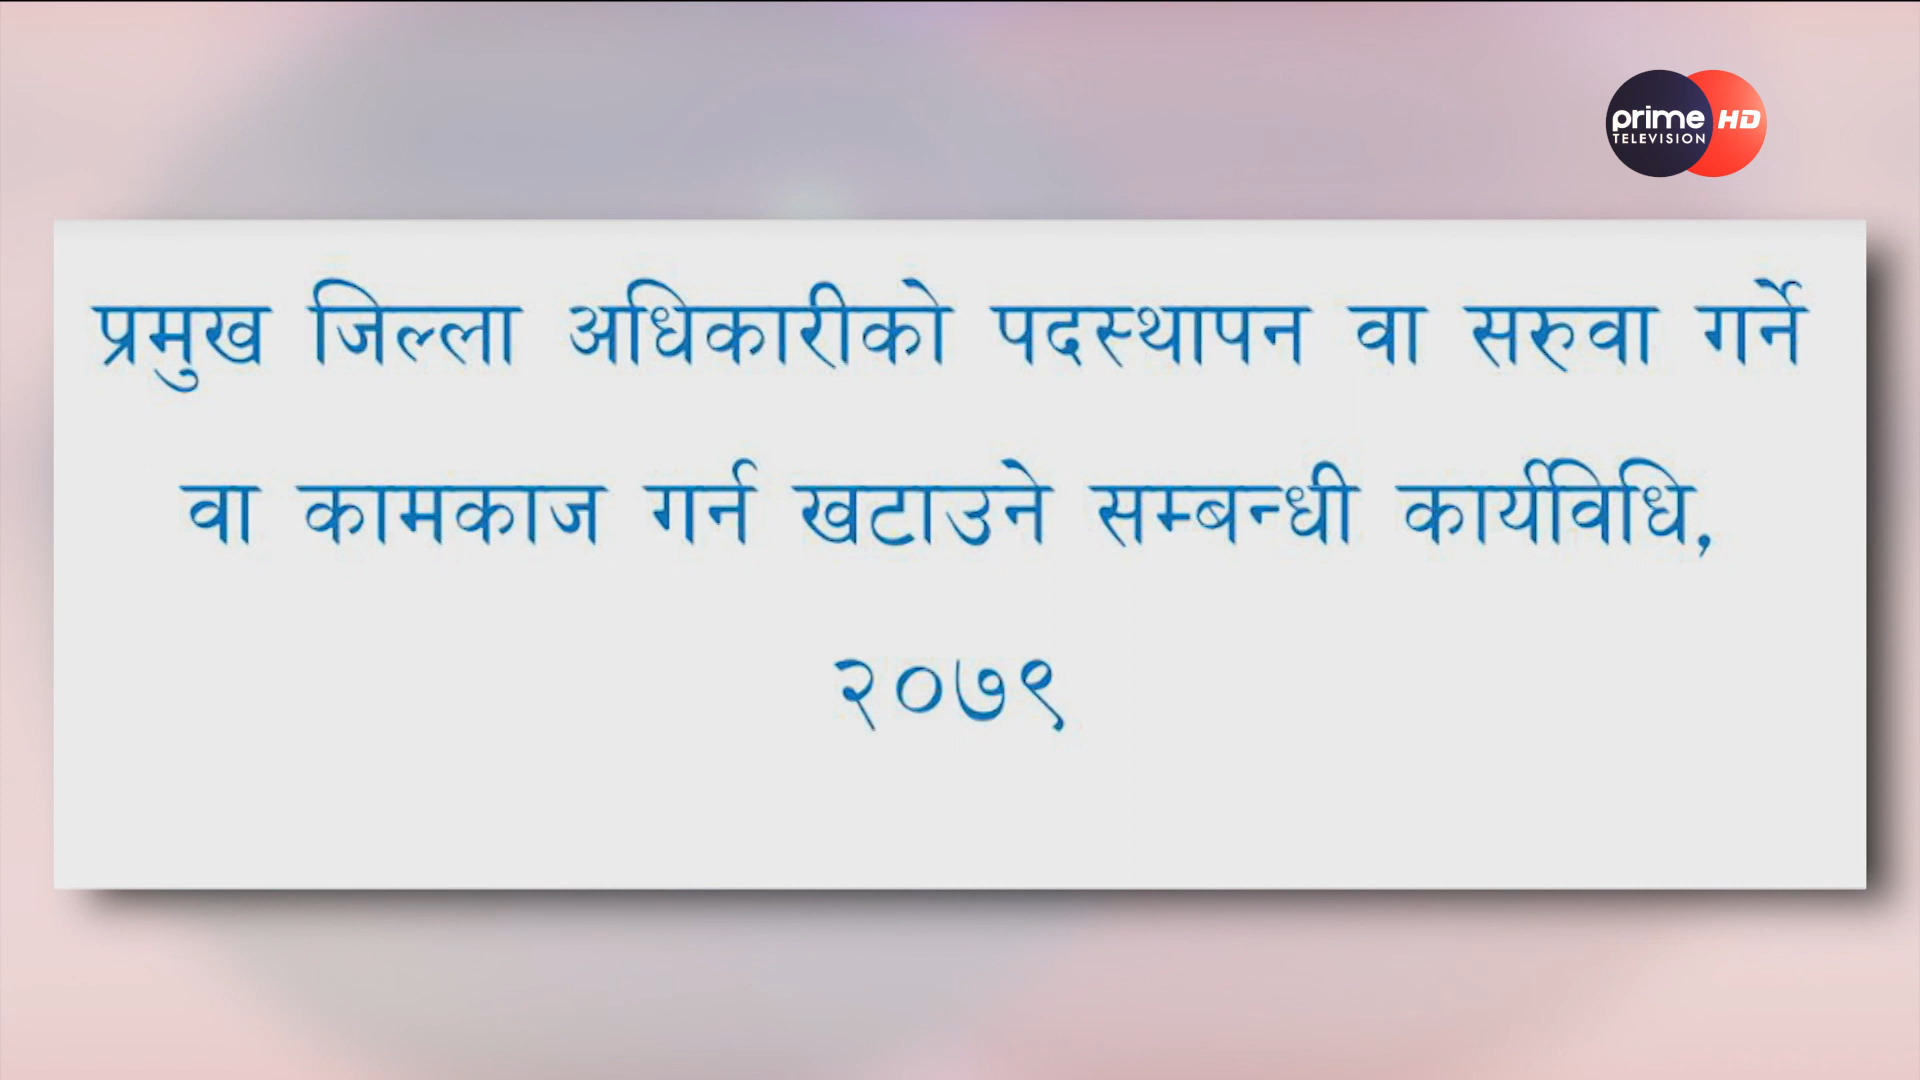 prime HD
TELEVISION
प्रमुख जिल्ला अधिकारीको पदस्थापन वा सरुवा गर्ने
वा कामकाज गर्न खटाउने सम्बन्धी कार्यविधि,
२०७९